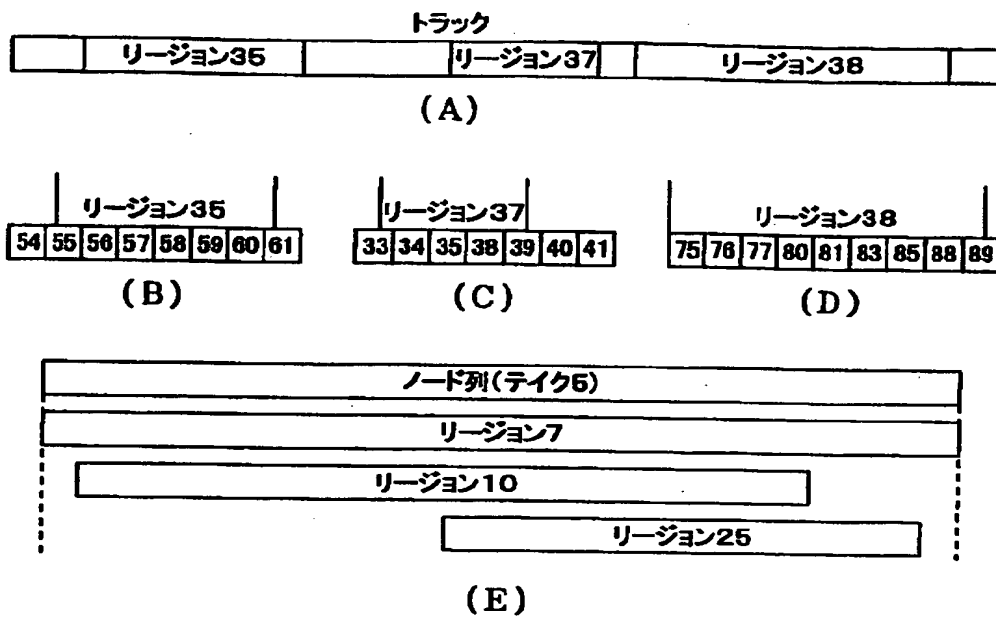 トラック
リージョン35 リージョン37 リージョン38
(A)
リージョン35 リージョン37 リージョン38
54 55 56 57 58 59 60 61 33 34 35 38 39 40 41 75 76 77 80 81 83 85 88 89
(B) (C) (D)
ノード列(テイク5)
リージョン7
リージョン10
リージョン25
(E)